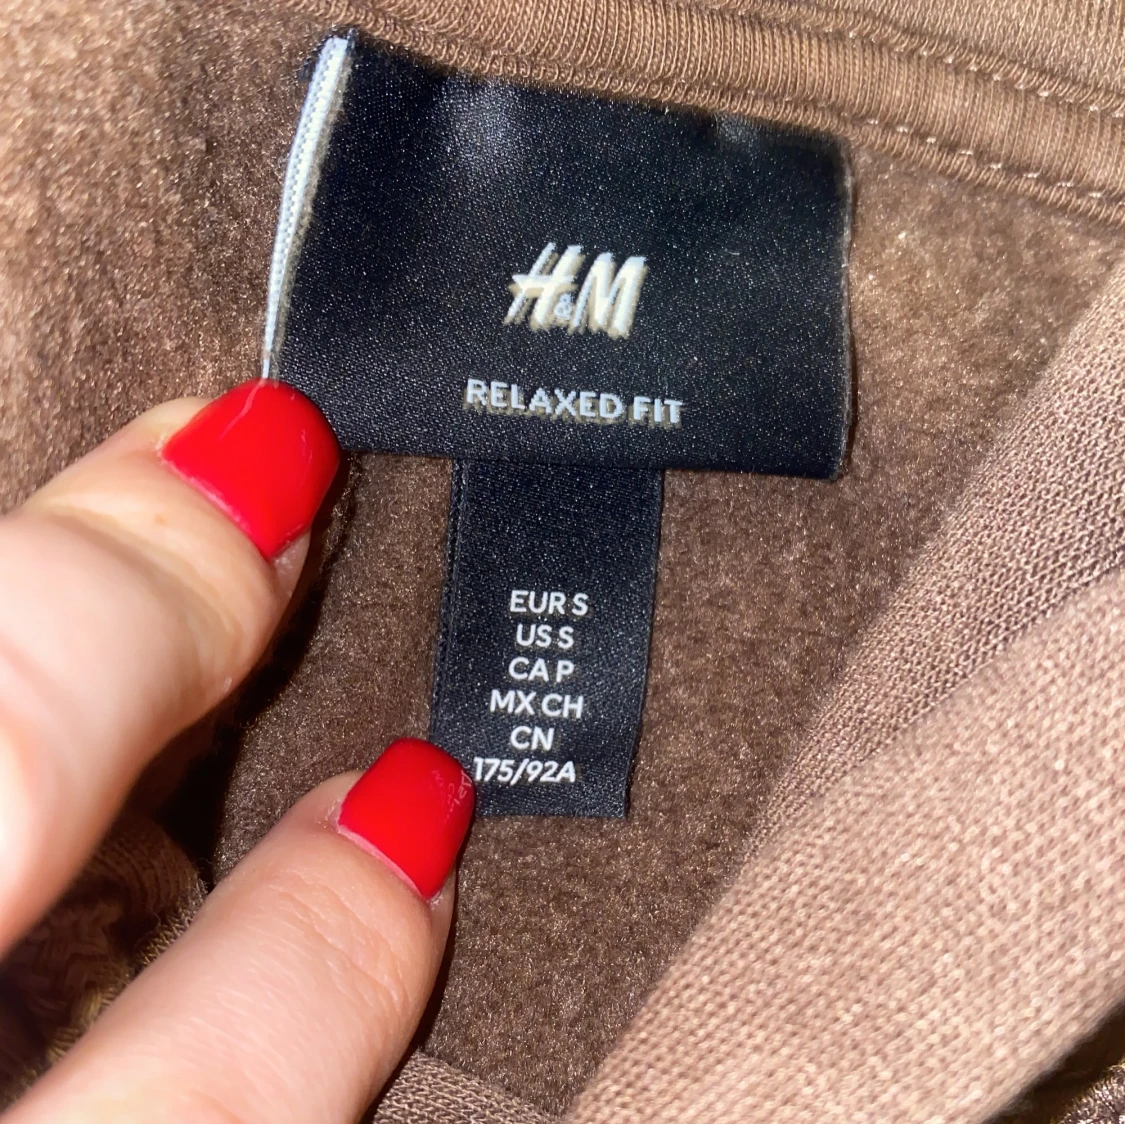 H&M
RELAXED FIT
EUR S
US S
CA P
MX CH
CN
175/92A